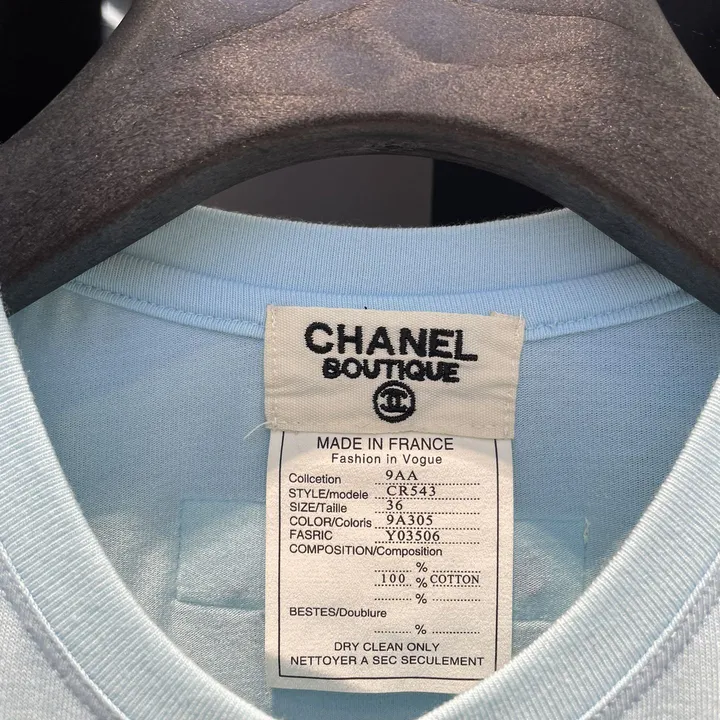 CHANEL
BOUTIQUE
MADE IN FRANCE
Fashion in Vogue
Collcetion 9AA
STYLE/modele CR543
SIZE/Taille 36
COLOR/Coloris 9A305
FASRIC Y03506
COMPOSITION/Composition
%
100 % COTTON
%
BESTES/Doublure
%
DRY CLEAN ONLY
NETTOYER A SEC SECULEMENT